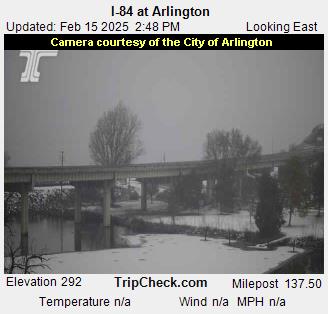 I-84 at Arlington
Updated: Feb 15 2025 2:48 PM Looking East
Camera courtesy of the City of Arlington
Elevation 292 TripCheck.com Milepost 137.50
Temperature n/a Wind n/a MPH n/a